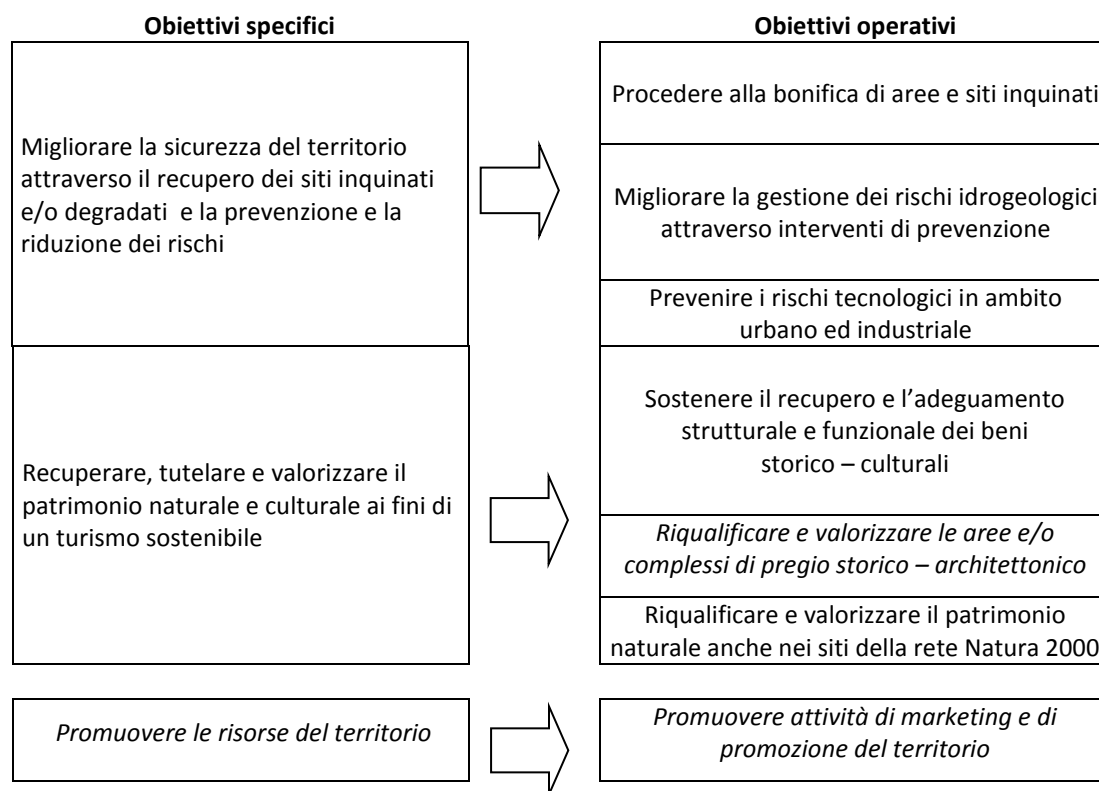 Obiettivi specifici
Obiettivi operativi
Migliorare la sicurezza del territorio
attraverso il recupero dei siti inquinati
e/o degradati e la prevenzione e la
riduzione dei rischi
Procedere alla bonifica di aree e siti inquinati
Migliorare la gestione dei rischi idrogeologici
attraverso interventi di prevenzione
Prevenire i rischi tecnologici in ambito
urbano ed industriale
Recuperare, tutelare e valorizzare il
patrimonio naturale e culturale ai fini di
un turismo sostenibile
Sostenere il recupero e l’adeguamento
strutturale e funzionale dei beni
storico – culturali
Riqualificare e valorizzare le aree e/o
complessi di pregio storico – architettonico
Riqualificare e valorizzare il patrimonio
naturale anche nei siti della rete Natura 2000
Promuovere le risorse del territorio
Promuovere attività di marketing e di
promozione del territorio